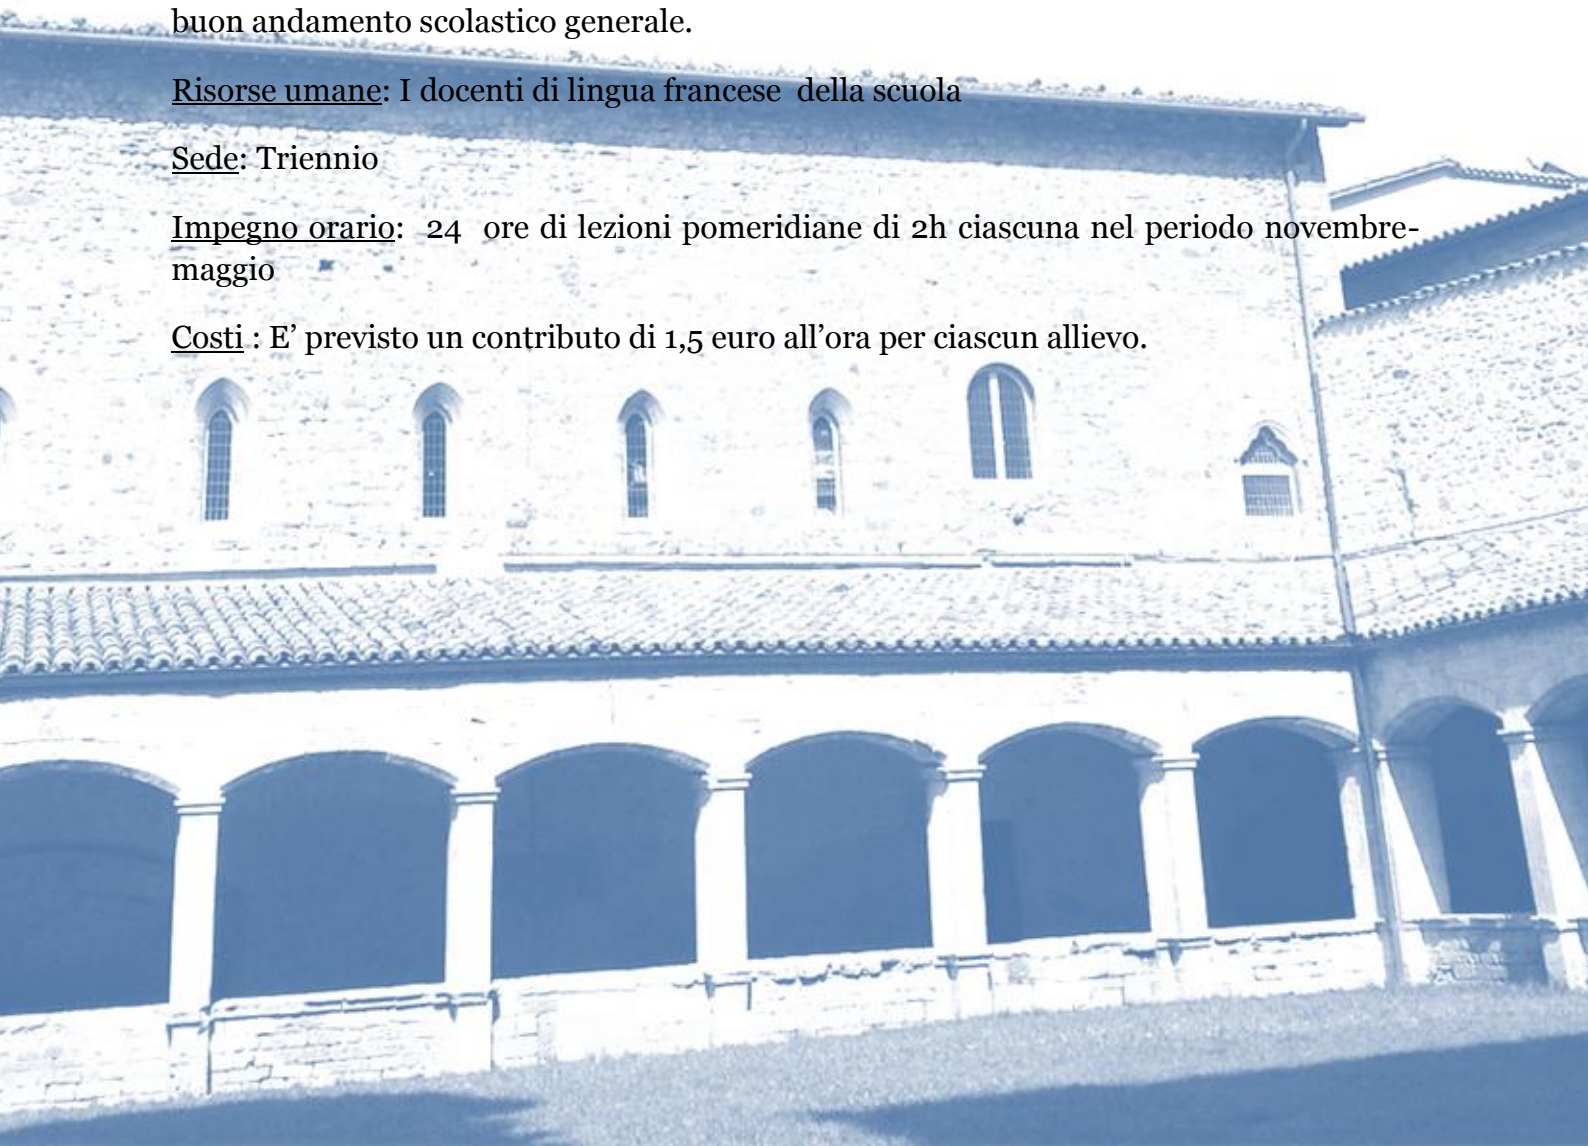 buon andamento scolastico generale.
Risorse umane: I docenti di lingua francese della scuola
Sede: Triennio
Impegno orario: 24 ore di lezioni pomeridiane di 2h ciascuna nel periodo novembre-
maggio
Costi : E’ previsto un contributo di 1,5 euro all’ora per ciascun allievo.